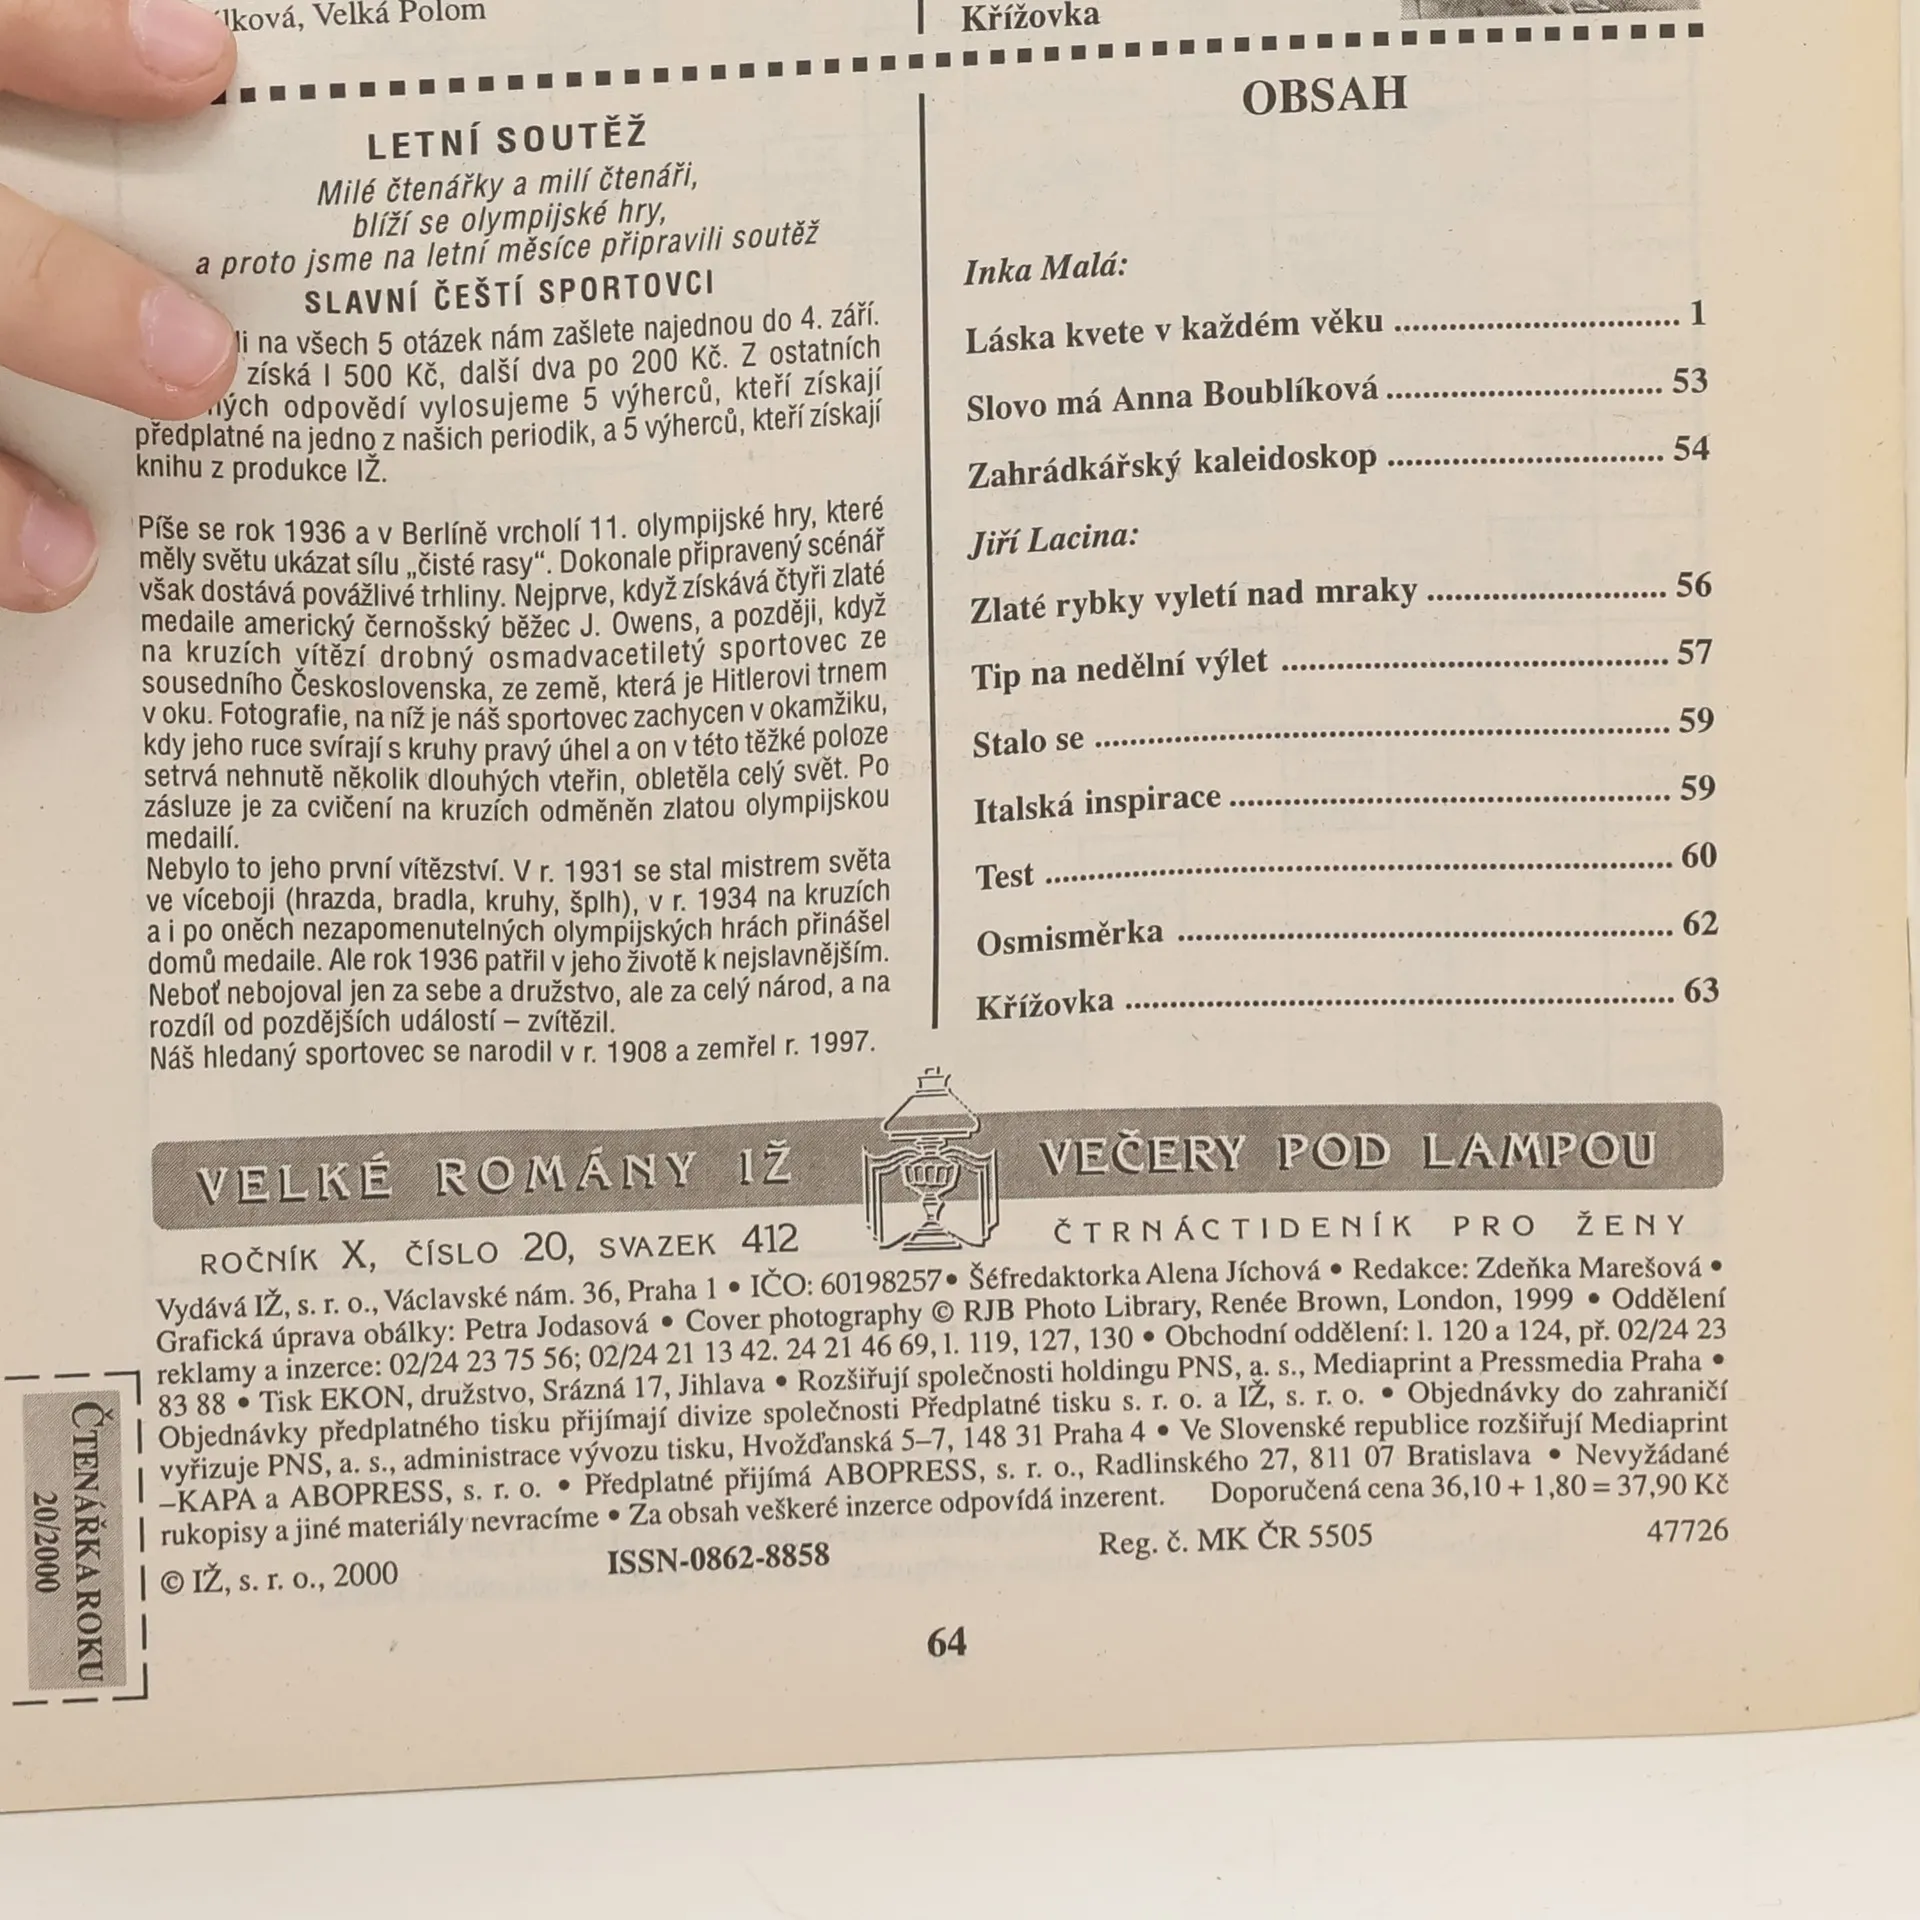 lková, Velká Polom
Křížovka
LETNÍ SOUTĚŽ
Milé čtenářky a milí čtenáři,
blíží se olympijské hry,
a proto jsme na letní měsíce připravili soutěž
SLAVNÍ ČEŠTÍ SPORTOVCI
li na všech 5 otázek nám zašlete najednou do 4. září.
získá I 500 Kč, další dva po 200 Kč. Z ostatních
ných odpovědí vylosujeme 5 výherců, kteří získají
předplatné na jedno z našich periodik, a 5 výherců, kteří získají
knihu z produkce IŽ.
Píše se rok 1936 a v Berlíně vrcholí 11. olympijské hry, které
měly světu ukázat sílu „čisté rasy“. Dokonale připravený scénář
však dostává povážlivé trhliny. Nejprve, když získává čtyři zlaté
medaile americký černošský běžec J. Owens, a později, když
na kruzích vítězí drobný osmadvacetiletý sportovec ze
sousedního Československa, ze země, která je Hitlerovi trnem
v oku. Fotografie, na níž je náš sportovec zachycen v okamžiku,
kdy jeho ruce svírají s kruhy pravý úhel a on v této těžké poloze
setrvá nehnutě několik dlouhých vteřin, obletěla celý svět. Po
zásluze je za cvičení na kruzích odměněn zlatou olympijskou
medailí.
Nebylo to jeho první vítězství. V r. 1931 se stal mistrem světa
ve víceboji (hrazda, bradla, kruhy, šplh), v r. 1934 na kruzích
a i po oněch nezapomenutelných olympijských hrách přinášel
domů medaile. Ale rok 1936 patřil v jeho životě k nejslavnějším.
Neboť nebojoval jen za sebe a družstvo, ale za celý národ, a na
rozdíl od pozdějších událostí – zvítězil.
Náš hledaný sportovec se narodil v r. 1908 a zemřel r. 1997.
OBSAH
Inka Malá:
Láska kvete v každém věku ........ 1
Slovo má Anna Boublíková ........ 53
Zahrádkářský kaleidoskop ........ 54
Jiří Lacina:
Zlaté rybky vyletí nad mraky ........ 56
Tip na nedělní výlet ........ 57
Stalo se ........ 59
Italská inspirace ........ 59
Test ........ 60
Osmisměrka ........ 62
Křížovka ........ 63
VELKÉ ROMÁNY IŽ VEČERY POD LAMPOU
ROČNÍK X, ČÍSLO 20, SVAZEK 412 ČTRNÁCTIDENÍK PRO ŽENY
Vydává IŽ, s. r. o., Václavské nám. 36, Praha 1 • IČO: 60198257 • Šéfredaktorka Alena Jíchová • Redakce: Zdeňka Marešová •
Grafická úprava obálky: Petra Jodasová • Cover photography © RJB Photo Library, Renée Brown, London, 1999 • Oddělení
reklamy a inzerce: 02/24 23 75 56; 02/24 21 13 42. 24 21 46 69, l. 119, 127, 130 • Obchodní oddělení: l. 120 a 124, př. 02/24 23
83 88 • Tisk EKON, družstvo, Srázná 17, Jihlava • Rozšiřují společnosti holdingu PNS, a. s., Mediaprint a Pressmedia Praha •
Objednávky předplatného tisku přijímají divize společnosti Předplatné tisku s. r. o. a IŽ, s. r. o. • Objednávky do zahraničí
vyřizuje PNS, a. s., administrace vývozu tisku, Hvožďanská 5–7, 148 31 Praha 4 • Ve Slovenské republice rozšiřují Mediaprint
–KAPA a ABOPRESS, s. r. o. • Předplatné přijímá ABOPRESS, s. r. o., Radlinského 27, 811 07 Bratislava • Nevyžádané
rukopisy a jiné materiály nevracíme • Za obsah veškeré inzerce odpovídá inzerent. Doporučená cena 36,10 + 1,80 = 37,90 Kč
© IŽ, s. r. o., 2000 ISSN-0862-8858 Reg. č. MK ČR 5505 47726
64
ČTENÁŘKA ROKU
20/2000